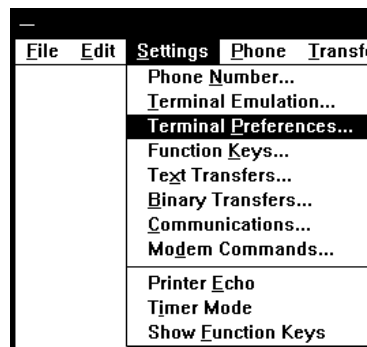 File Edit Settings Phone Transf
Phone Number...
Terminal Emulation...
Terminal Preferences...
Function Keys...
Text Transfers...
Binary Transfers...
Communications...
Modem Commands...
Printer Echo
Timer Mode
Show Function Keys